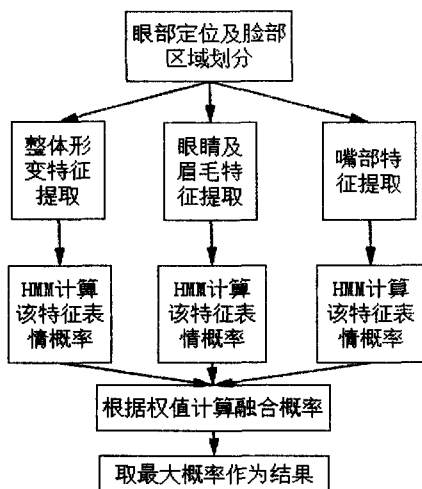 眼部定位及脸部
区域划分
整体形
变特征
提取
眼睛及
眉毛特
征提取
嘴部特
征提取
HMM计算
该特征表
情概率
HMM计算
该特征表
情概率
HMM计算
该特征表
情概率
根据权值计算融合概率
取最大概率作为结果